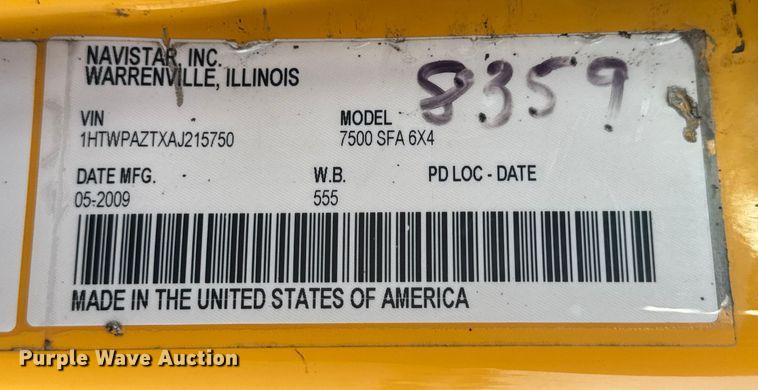 NAVISTAR, INC.
WARRENVILLE, ILLINOIS
8359
VIN MODEL
1HTWPAZTXAJ215750 7500 SFA 6X4
DATE MFG. W.B. PD LOC - DATE
05-2009 555
MADE IN THE UNITED STATES OF AMERICA
Purple Wave Auction